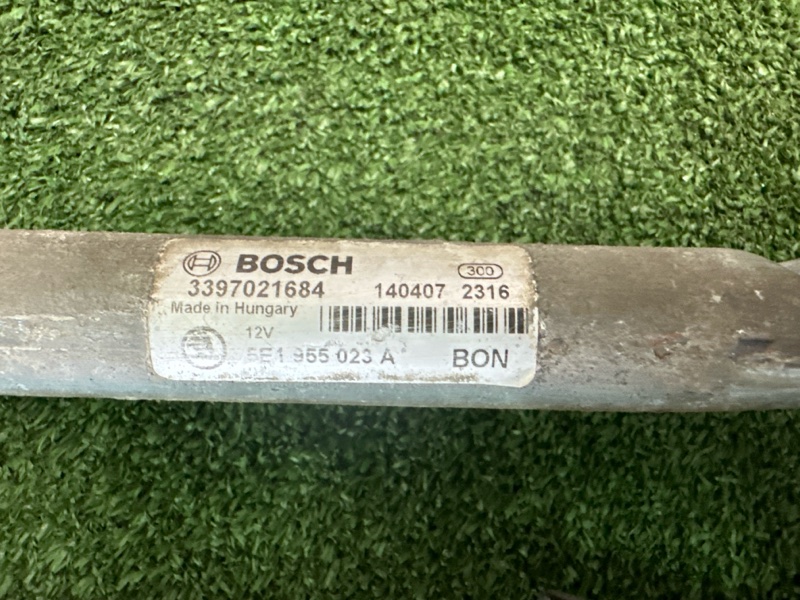 BOSCH 300
3397021684 140407 2316
Made in Hungary
12V
5E1 955 023 A BON